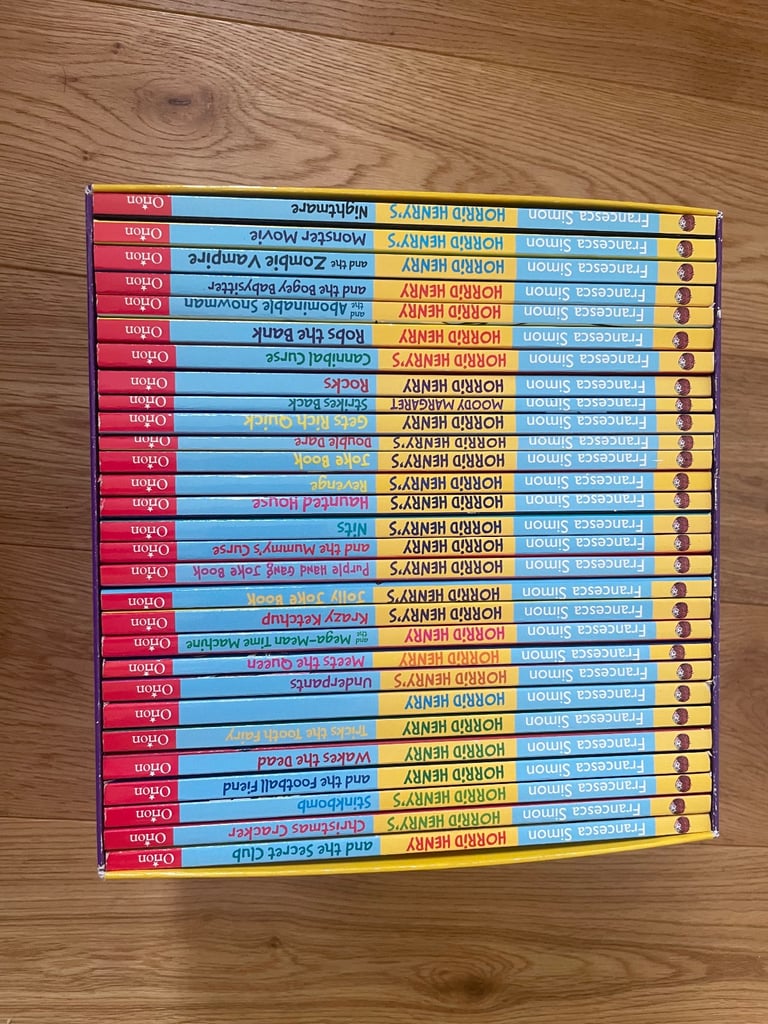 Francesca Simon HORRiD HENRY and the Secret Club Orion
Francesca Simon HORRiD HENRY'S Christmas Cracker Orion
Francesca Simon HORRiD HENRY'S Stinkbomb Orion
Francesca Simon HORRiD HENRY and the Football Fiend Orion
Francesca Simon HORRiD HENRY Wakes the Dead Orion
Francesca Simon HORRiD HENRY Tricks the Tooth Fairy Orion
Francesca Simon HORRiD HENRY Orion
Francesca Simon HORRiD HENRY'S Underpants Orion
Francesca Simon HORRiD HENRY Meets the Queen Orion
Francesca Simon HORRiD HENRY and the Mega-Mean Time Machine Orion
Francesca Simon HORRiD HENRY'S Krazy Ketchup Orion
Francesca Simon HORRiD HENRY'S Jolly Joke Book Orion
Francesca Simon HORRiD HENRY'S Purple Hand Gang Joke Book Orion
Francesca Simon HORRiD HENRY and the Mummy's Curse Orion
Francesca Simon HORRiD HENRY'S Nits Orion
Francesca Simon HORRiD HENRY'S Haunted House Orion
Francesca Simon HORRiD HENRY'S Revenge Orion
Francesca Simon HORRiD HENRY'S Joke Book Orion
Francesca Simon HORRiD HENRY'S Double Dare Orion
Francesca Simon HORRiD HENRY Gets Rich Quick Orion
Francesca Simon MOODY MARGARET Strikes Back Orion
Francesca Simon HORRiD HENRY Rocks Orion
Francesca Simon HORRiD HENRY'S Cannibal Curse Orion
Francesca Simon HORRiD HENRY Robs the Bank Orion
Francesca Simon HORRiD HENRY and the Abominable Snowman Orion
Francesca Simon HORRiD HENRY and the Bogey Babysitter Orion
Francesca Simon HORRiD HENRY and the Zombie Vampire Orion
Francesca Simon HORRiD HENRY'S Monster Movie Orion
Francesca Simon HORRiD HENRY'S Nightmare Orion